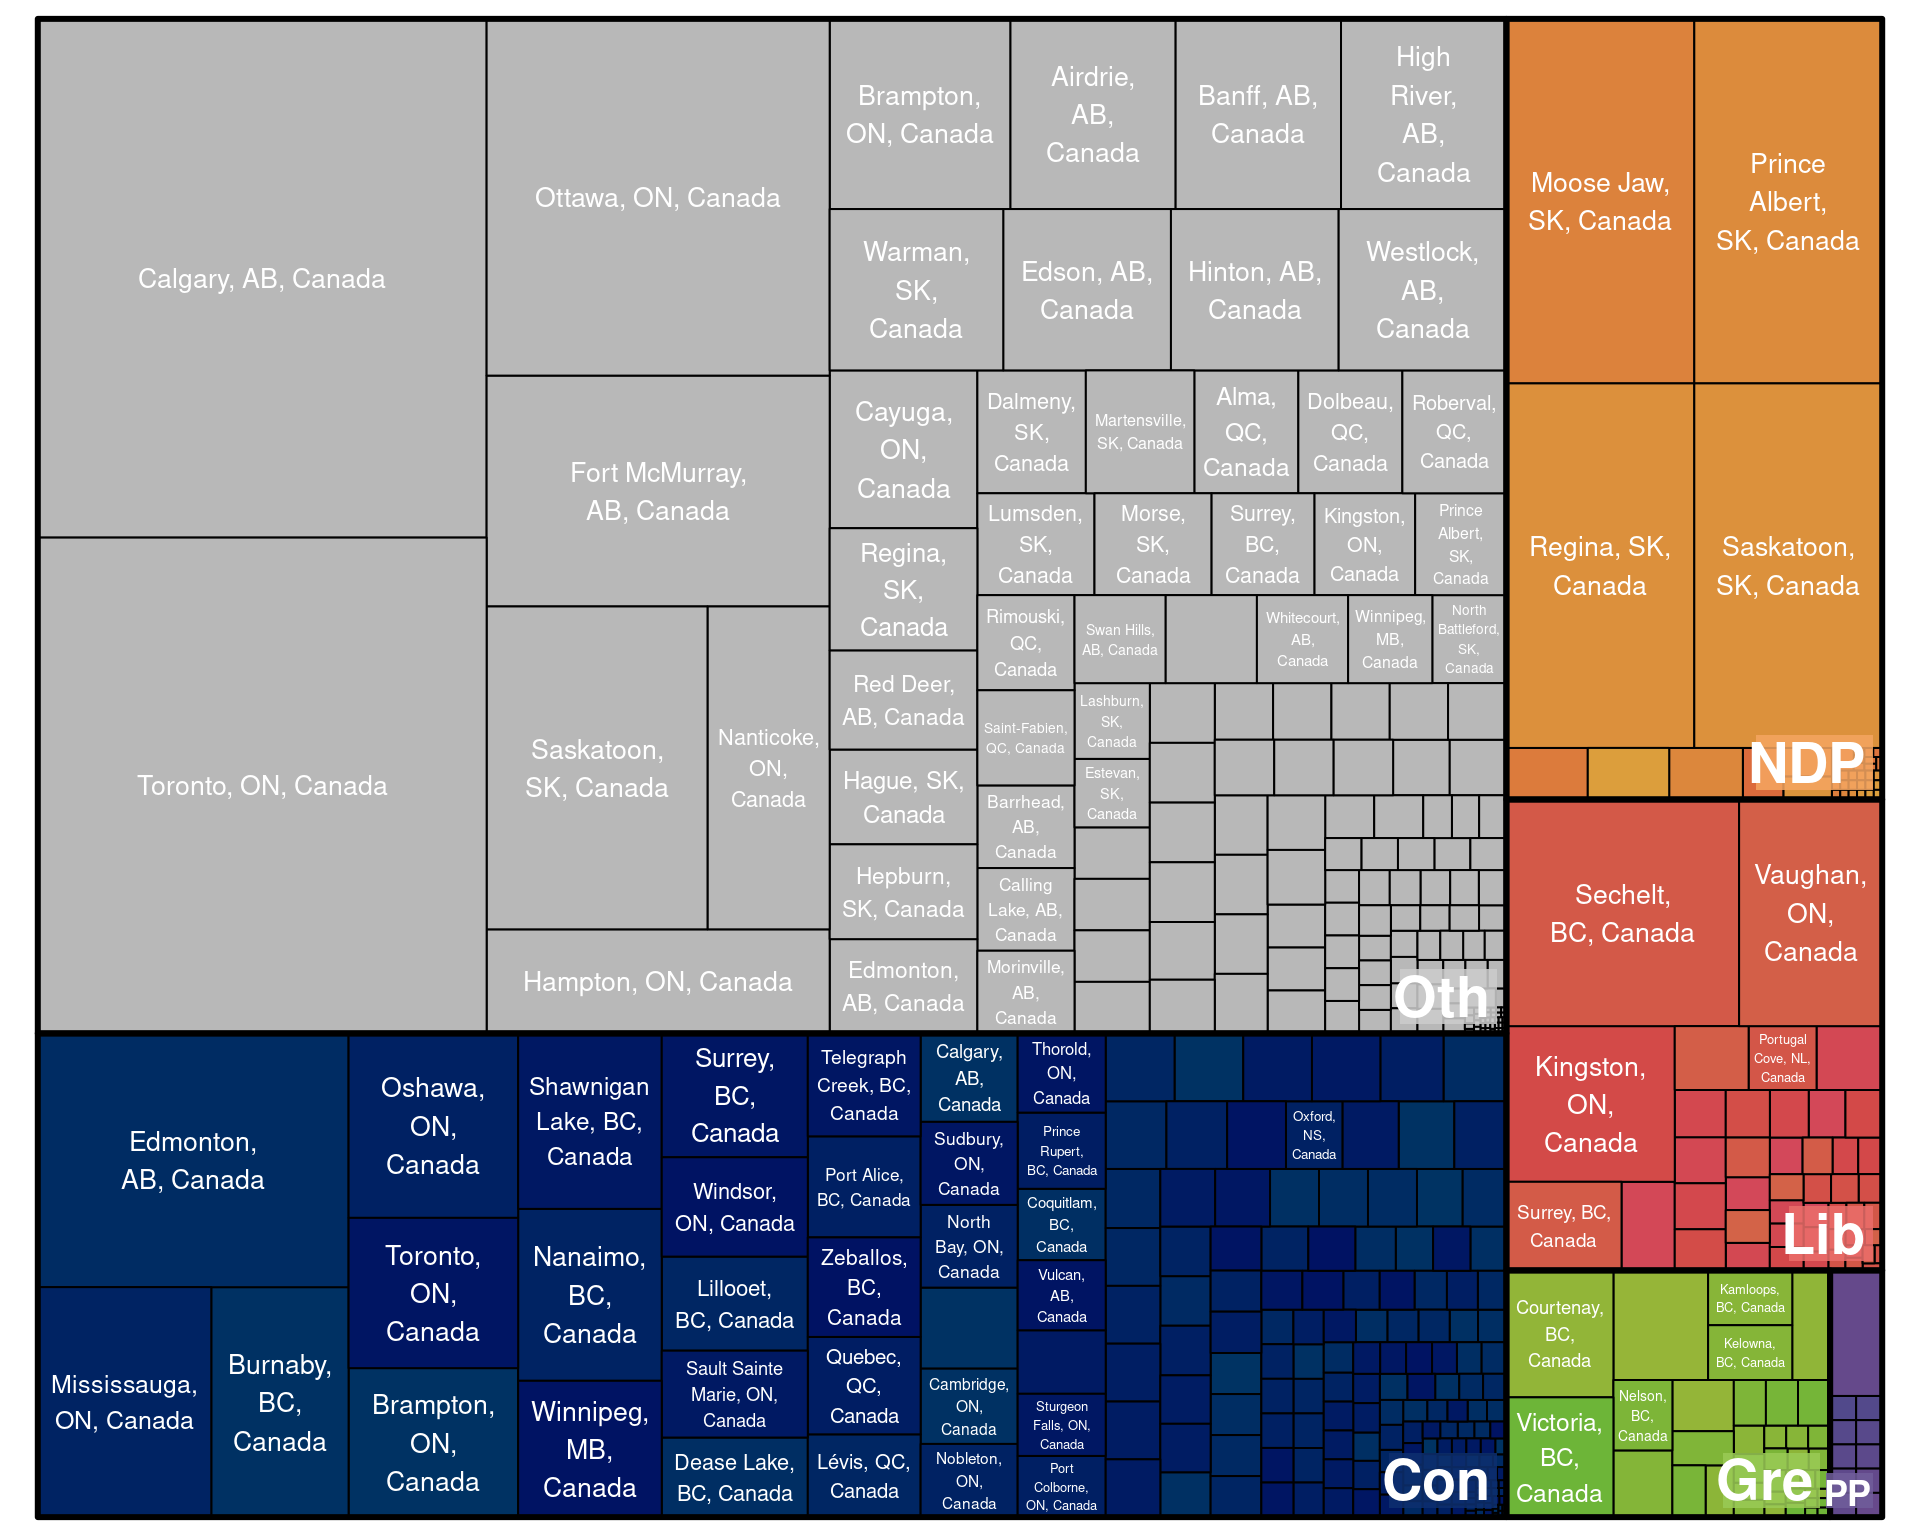 Calgary, AB, Canada
Toronto, ON, Canada
Ottawa, ON, Canada
Fort McMurray,
AB, Canada
Saskatoon,
SK, Canada
Nanticoke,
ON,
Canada
Hampton, ON, Canada
Brampton,
ON, Canada
Airdrie,
AB,
Canada
Banff, AB,
Canada
High
River,
AB,
Canada
Warman,
SK,
Canada
Edson, AB,
Canada
Hinton, AB,
Canada
Westlock,
AB,
Canada
Cayuga,
ON,
Canada
Regina,
SK,
Canada
Red Deer,
AB, Canada
Hague, SK,
Canada
Hepburn,
SK, Canada
Edmonton,
AB, Canada
Dalmeny,
SK,
Canada
Martensville,
SK, Canada
Alma,
QC,
Canada
Dolbeau,
QC,
Canada
Roberval,
QC,
Canada
Lumsden,
SK,
Canada
Morse,
SK,
Canada
Surrey,
BC,
Canada
Kingston,
ON,
Canada
Prince
Albert,
SK,
Canada
Rimouski,
QC,
Canada
Saint-Fabien,
QC, Canada
Barrhead,
AB,
Canada
Calling
Lake, AB,
Canada
Morinville,
AB,
Canada
Swan Hills,
AB, Canada
Whitecourt,
AB,
Canada
Winnipeg,
MB,
Canada
North
Battleford,
SK,
Canada
Lashburn,
SK,
Canada
Estevan,
SK,
Canada
Oth
Moose Jaw,
SK, Canada
Prince
Albert,
SK, Canada
Regina, SK,
Canada
Saskatoon,
SK, Canada
NDP
Sechelt,
BC, Canada
Vaughan,
ON,
Canada
Kingston,
ON,
Canada
Portugal
Cove, NL,
Canada
Surrey, BC,
Canada
Lib
Edmonton,
AB, Canada
Mississauga,
ON, Canada
Burnaby,
BC,
Canada
Oshawa,
ON,
Canada
Toronto,
ON,
Canada
Brampton,
ON,
Canada
Shawnigan
Lake, BC,
Canada
Nanaimo,
BC,
Canada
Winnipeg,
MB,
Canada
Surrey,
BC,
Canada
Windsor,
ON, Canada
Lillooet,
BC, Canada
Sault Sainte
Marie, ON,
Canada
Dease Lake,
BC, Canada
Telegraph
Creek, BC,
Canada
Port Alice,
BC, Canada
Zeballos,
BC,
Canada
Quebec,
QC,
Canada
Lévis, QC,
Canada
Calgary,
AB,
Canada
Sudbury,
ON,
Canada
North
Bay, ON,
Canada
Cambridge,
ON,
Canada
Nobleton,
ON,
Canada
Thorold,
ON,
Canada
Prince
Rupert,
BC, Canada
Coquitlam,
BC,
Canada
Vulcan,
AB,
Canada
Sturgeon
Falls, ON,
Canada
Port
Colborne,
ON, Canada
Oxford,
NS,
Canada
Con
Courtenay,
BC,
Canada
Victoria,
BC,
Canada
Kamloops,
BC, Canada
Kelowna,
BC, Canada
Nelson,
BC,
Canada
Gre
PP